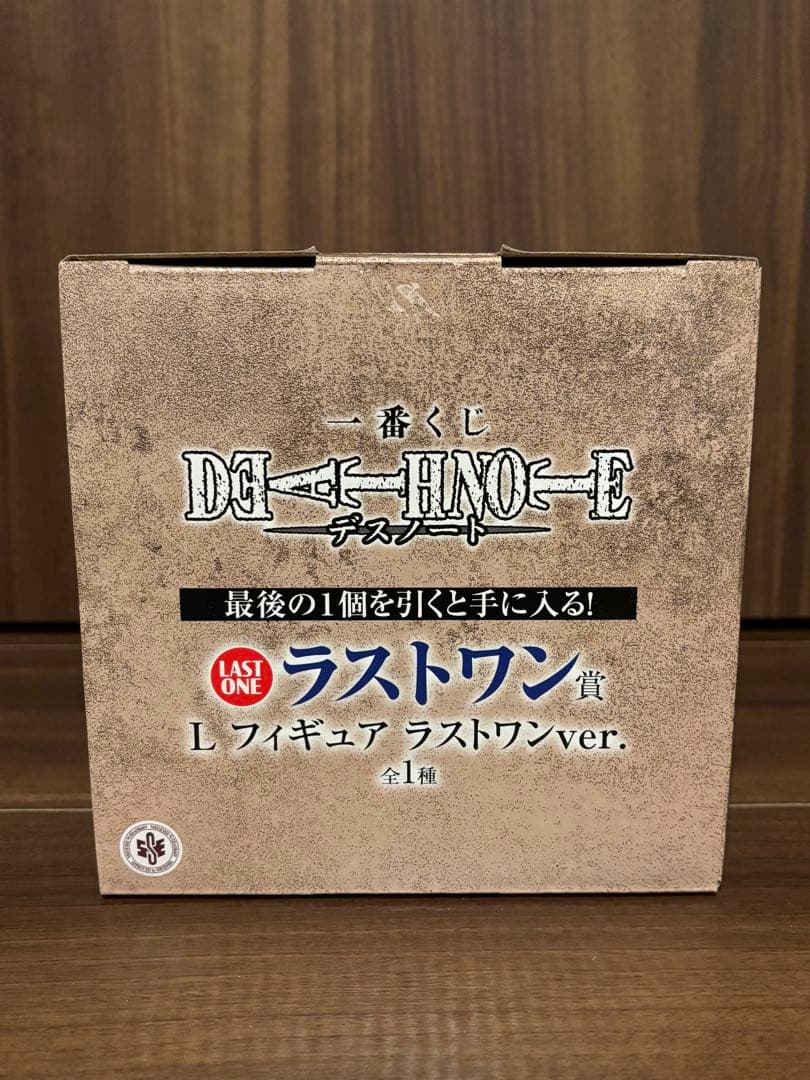 一番くじ
DEATH NOTE
デスノート
最後の1個を引くと手に入る!
LAST ONE ラストワン賞
L フィギュア ラストワンver.
全1種